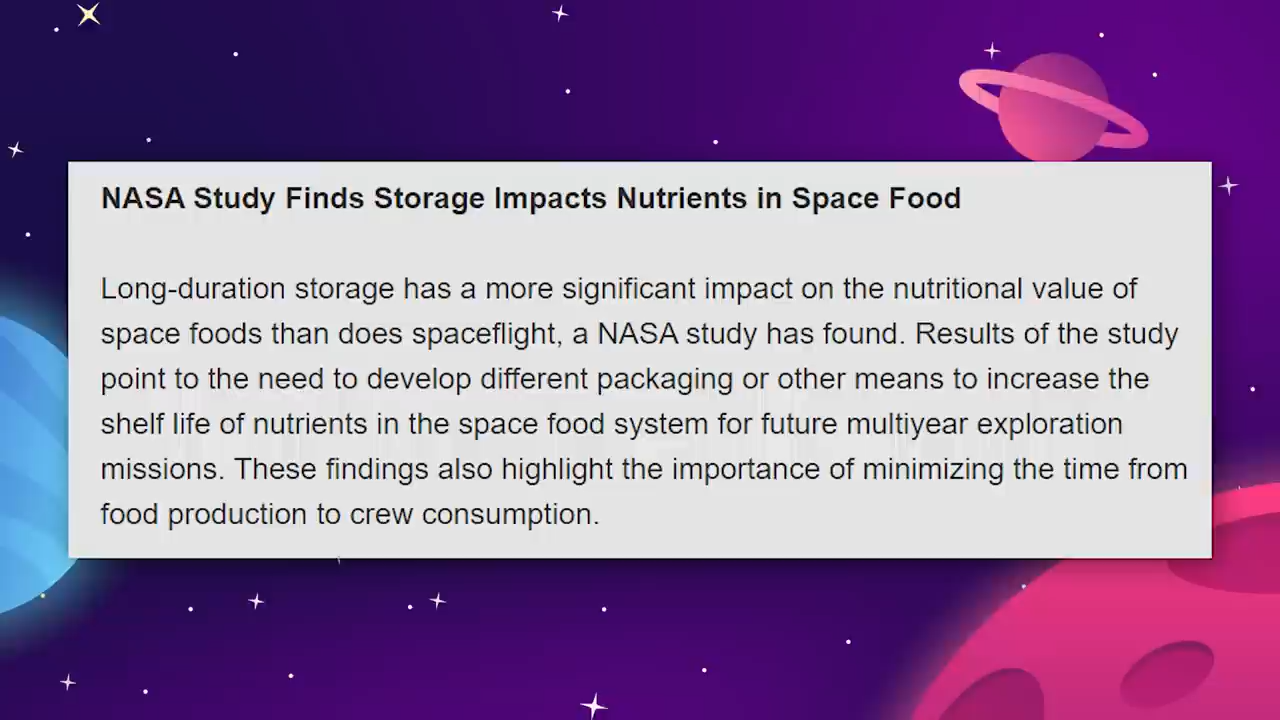 NASA Study Finds Storage Impacts Nutrients in Space Food
Long-duration storage has a more significant impact on the nutritional value of
space foods than does spaceflight, a NASA study has found. Results of the study
point to the need to develop different packaging or other means to increase the
shelf life of nutrients in the space food system for future multiyear exploration
missions. These findings also highlight the importance of minimizing the time from
food production to crew consumption.